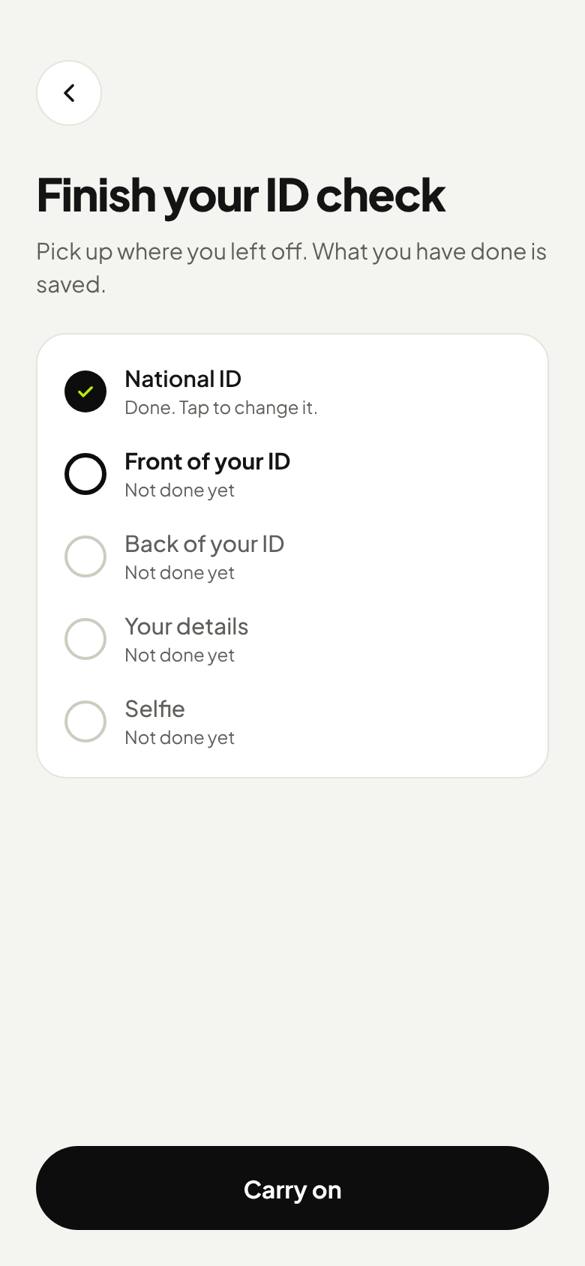 Finish your ID check
Pick up where you left off. What you have done is
saved.
National ID
Done. Tap to change it.
Front of your ID
Not done yet
Back of your ID
Not done yet
Your details
Not done yet
Selfie
Not done yet
Carry on